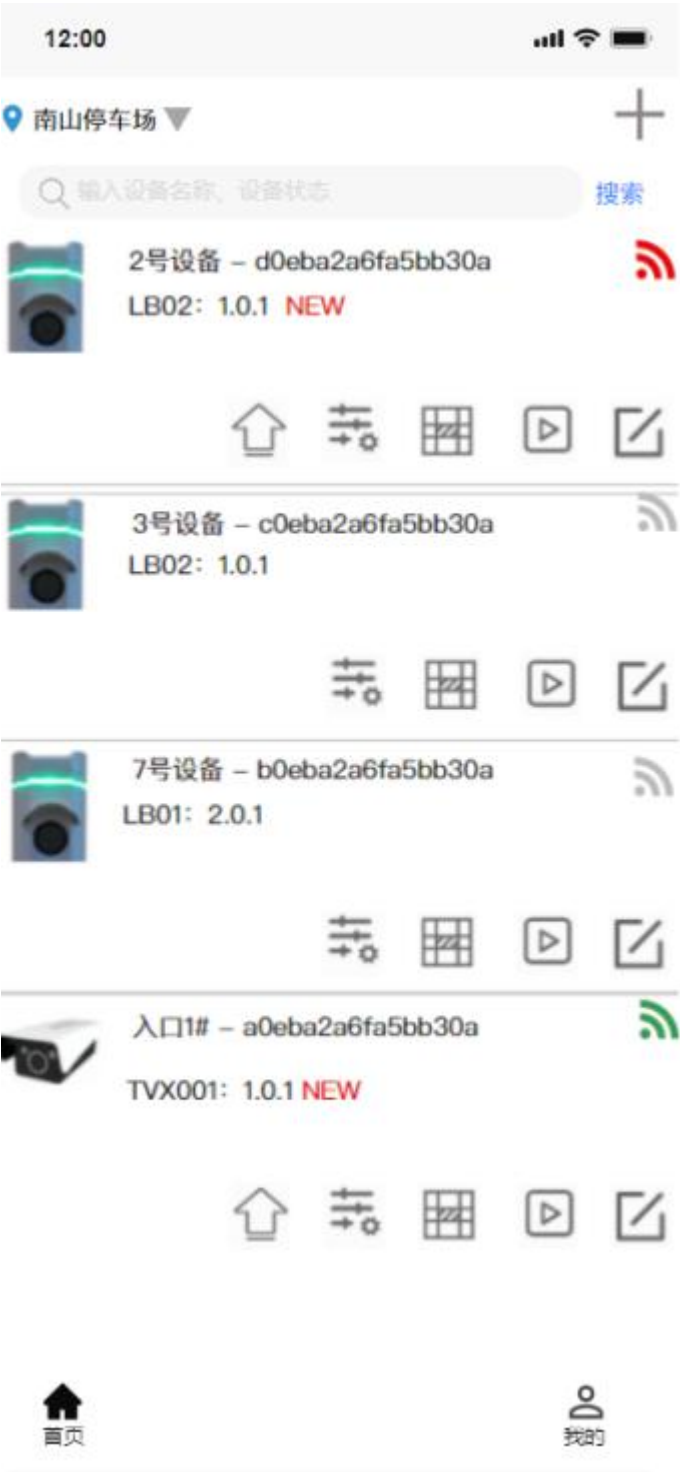 12:00
南山停车场
输入设备名称、设备状态
搜索
2号设备 – d0eba2a6fa5bb30a
LB02：1.0.1 NEW
3号设备 – c0eba2a6fa5bb30a
LB02：1.0.1
7号设备 – b0eba2a6fa5bb30a
LB01：2.0.1
入口1# – a0eba2a6fa5bb30a
TVX001：1.0.1 NEW
首页
我的